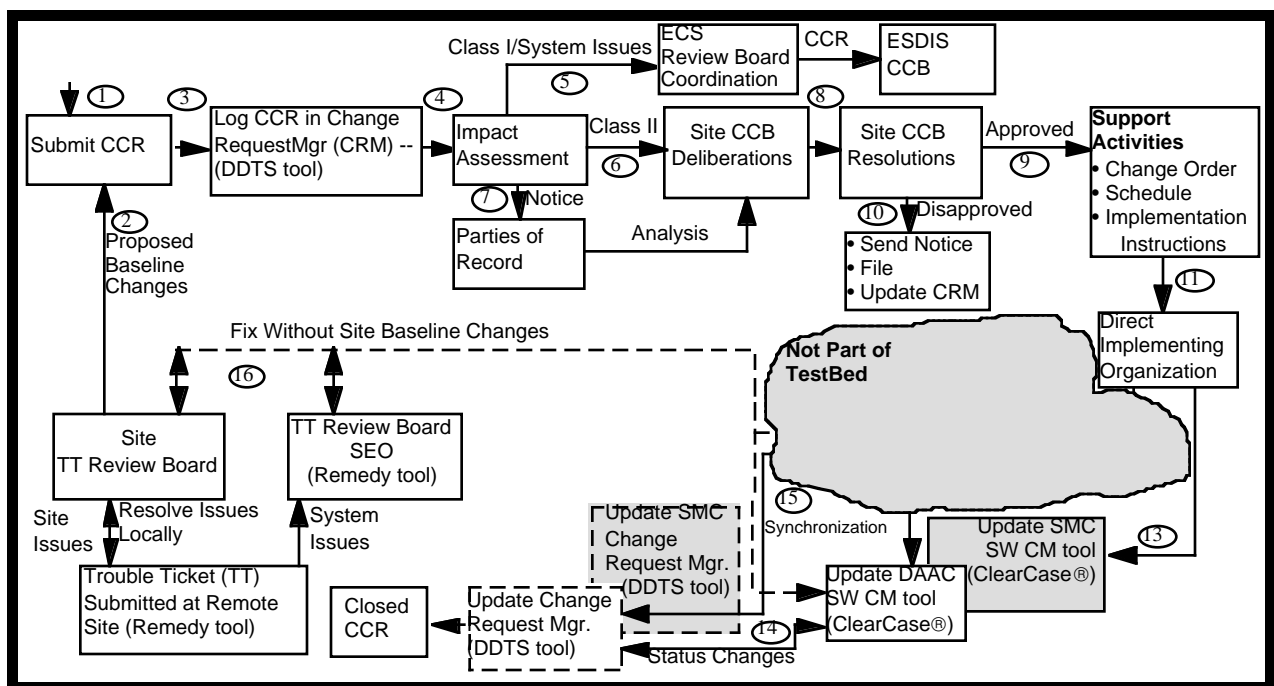 Class I/System Issues
5
ECS
Review Board
Coordination
CCR
ESDIS
CCB
1
Submit CCR
3
Log CCR in Change
RequestMgr (CRM) --
(DDTS tool)
4
Impact
Assessment
Class II
6
Site CCB
Deliberations
8
Site CCB
Resolutions
Approved
9
Support
Activities
• Change Order
• Schedule
• Implementation
Instructions
2
Proposed
Baseline
Changes
7
Notice
Parties of
Record
Analysis
10
Disapproved
• Send Notice
• File
• Update CRM
11
Direct
Implementing
Organization
Fix Without Site Baseline Changes
16
Not Part of
TestBed
Site
TT Review Board
TT Review Board
SEO
(Remedy tool)
Site
Issues
Resolve Issues
Locally
System
Issues
Trouble Ticket (TT)
Submitted at Remote
Site (Remedy tool)
Closed
CCR
Update SMC
Change
Request Mgr.
(DDTS tool)
Update Change
Request Mgr.
(DDTS tool)
15
Synchronization
14
Status Changes
Update DAAC
SW CM tool
(ClearCase®)
Update SMC
SW CM tool
(ClearCase®)
13